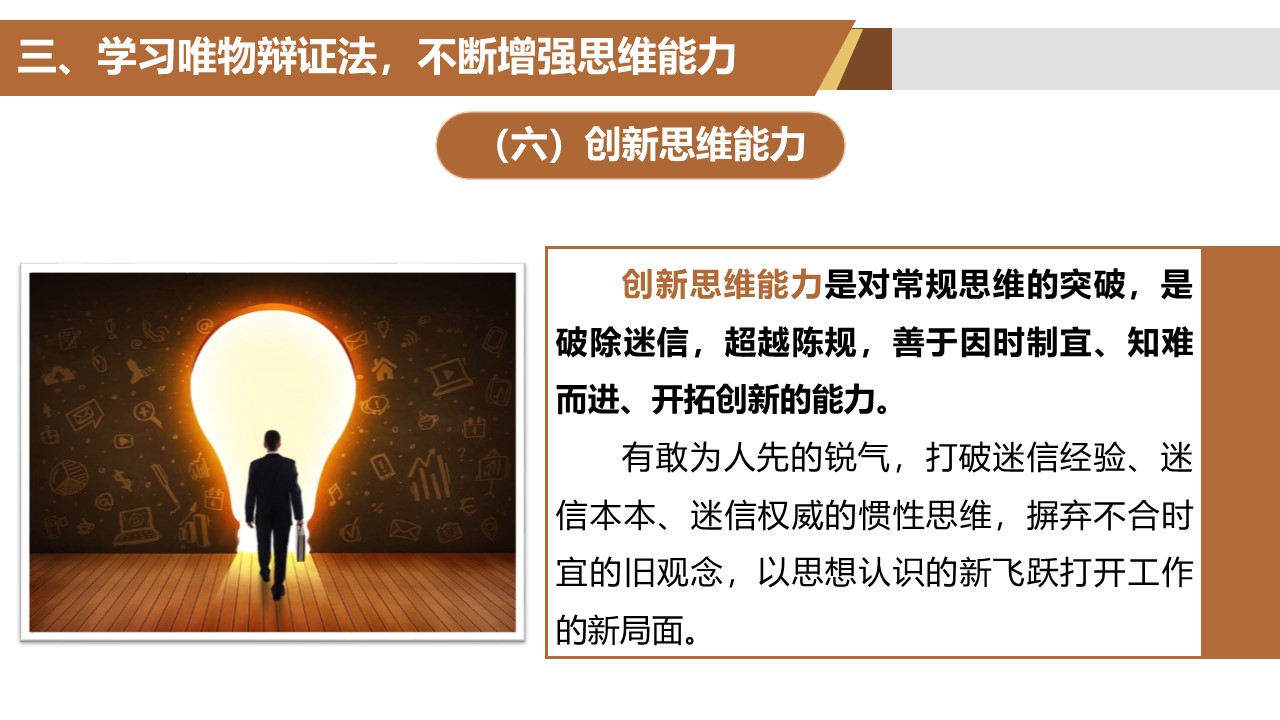 三、学习唯物辩证法，不断增强思维能力
（六）创新思维能力
创新思维能力是对常规思维的突破，是
破除迷信，超越陈规，善于因时制宜、知难
而进、开拓创新的能力。
有敢为人先的锐气，打破迷信经验、迷
信本本、迷信权威的惯性思维，摒弃不合时
宜的旧观念，以思想认识的新飞跃打开工作
的新局面。